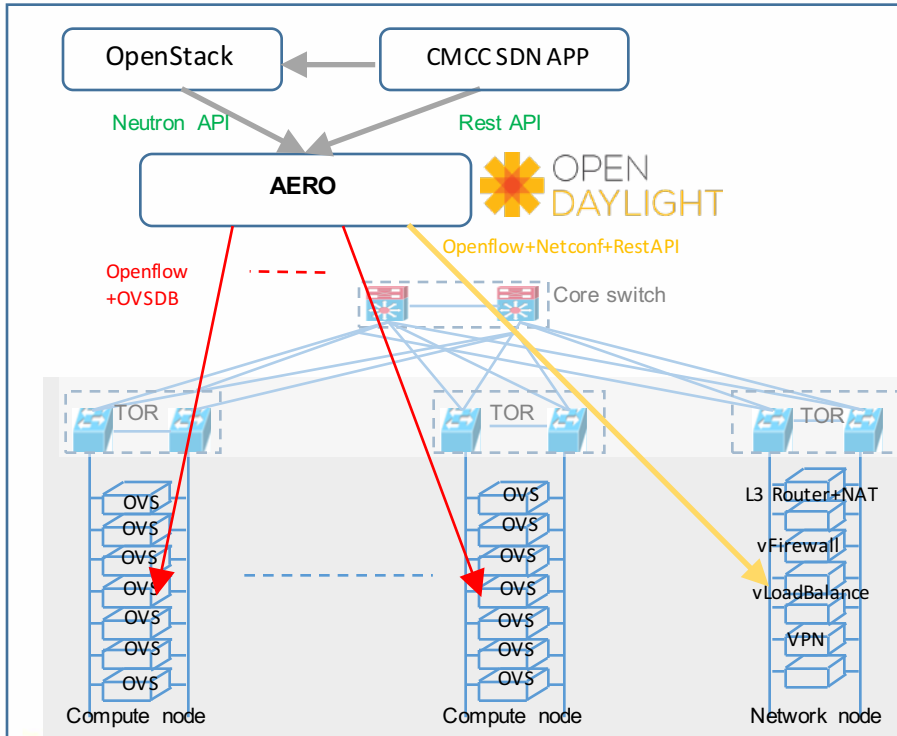 OpenStack
CMCC SDN APP
Neutron API
Rest API
AERO
OPEN
DAYLIGHT
Openflow+Netconf+RestAPI
Openflow
+OVSDB
Core switch
TOR
TOR
TOR
OVS
OVS
OVS
OVS
OVS
OVS
OVS
OVS
OVS
OVS
OVS
OVS
OVS
OVS
L3 Router+NAT
vFirewall
vLoadBalance
VPN
Compute node
Compute node
Network node